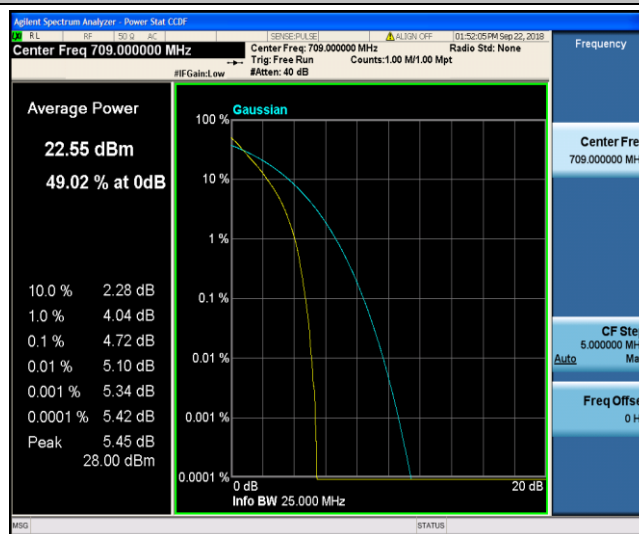 Agilent Spectrum Analyzer - Power Stat CCDF
RL RF 50 Ω AC SENSE:PULSE ALIGN OFF 01:52:05 PM Sep 22, 2018
Center Freq 709.000000 MHz
Center Freq: 709.000000 MHz Radio Std: None
Trig: Free Run Counts:1.00 M/1.00 Mpt
#IFGain:Low #Atten: 40 dB
Frequency
Average Power
22.55 dBm
49.02 % at 0dB
10.0 % 2.28 dB
1.0 % 4.04 dB
0.1 % 4.72 dB
0.01 % 5.10 dB
0.001 % 5.34 dB
0.0001 % 5.42 dB
Peak 5.45 dB
28.00 dBm
Gaussian
100 %
10 %
1 %
0.1 %
0.01 %
0.001 %
0.0001 %
0 dB 20 dB
Info BW 25.000 MHz
Center Fre
709.000000 MH
CF Ste
5.000000 MH
Auto Ma
Freq Offse
0 H
MSG STATUS